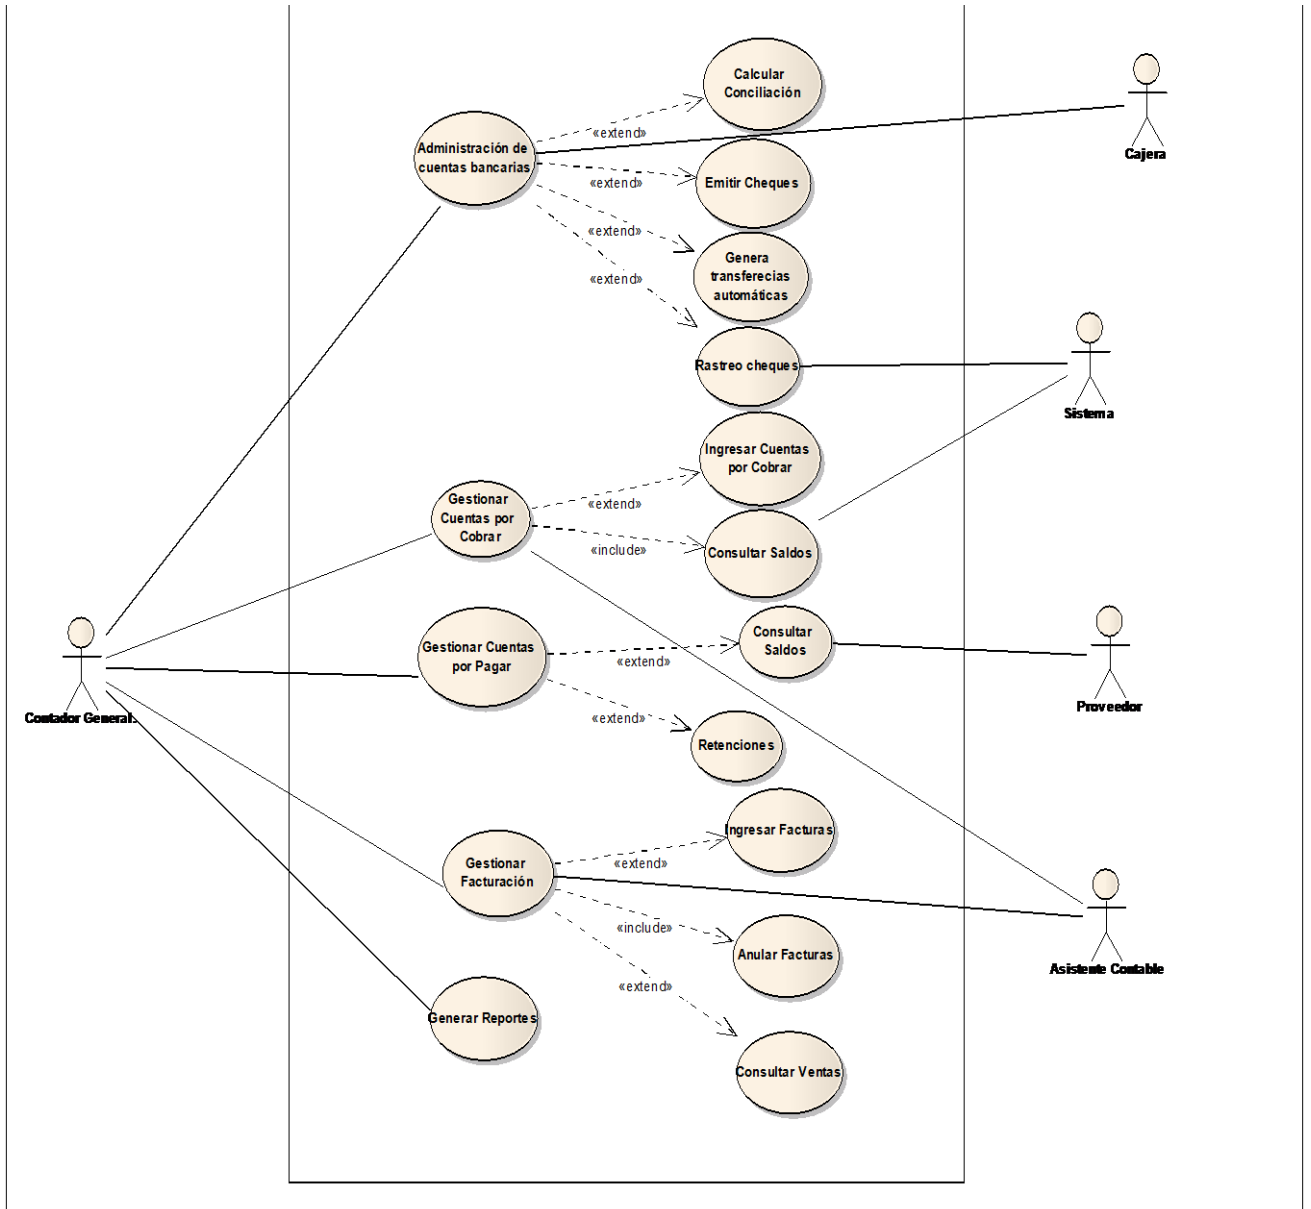 Calcular
Conciliación
«extend»
Cajera
Administración de
cuentas bancarias
Emitir Cheques
«extend»
«extend»
Genera
transferecias
automáticas
«extend»
Rastreo cheques
Sistema
Ingresar Cuentas
por Cobrar
Gestionar
Cuentas por
Cobrar
«extend»
«include»
Consultar Saldos
Gestionar Cuentas
por Pagar
Consultar
Saldos
«extend»
Proveedor
Contador General.
«extend»
Retenciones
Ingresar Facturas
Gestionar
Facturación
«extend»
«include»
Anular Facturas
Asistente Contable
«extend»
Generar Reportes
Consultar Ventas